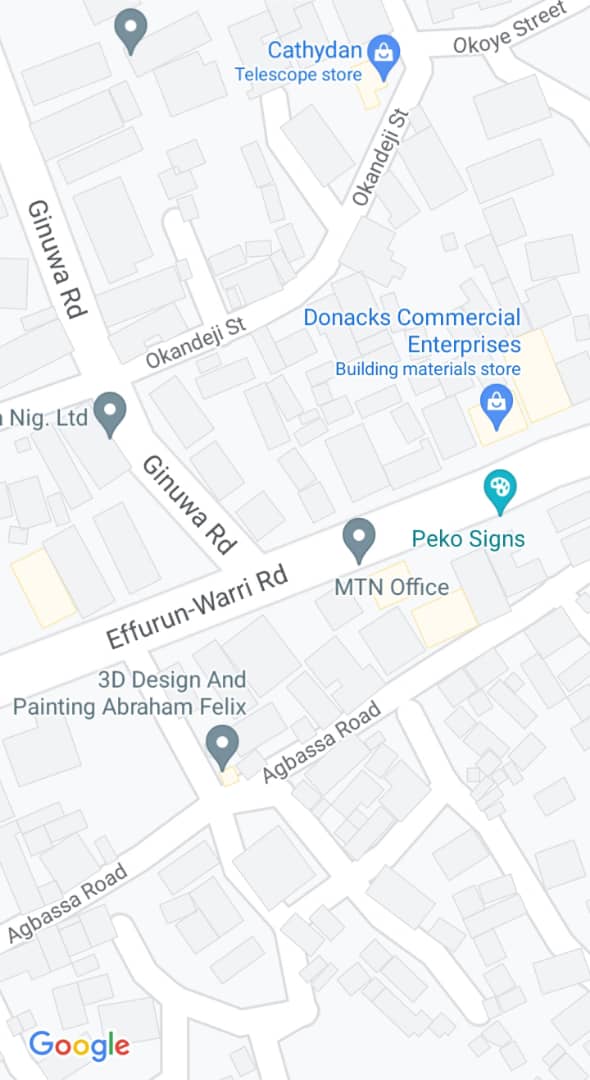 Okoye Street
Cathydan
Telescope store
Okandeji St
Ginuwa Rd
Okandeji St
Donacks Commercial
Enterprises
Building materials store
Nig. Ltd
Ginuwa Rd
Peko Signs
MTN Office
Effurun-Warri Rd
3D Design And
Painting Abraham Felix
Agbassa Road
Agbassa Road
Google